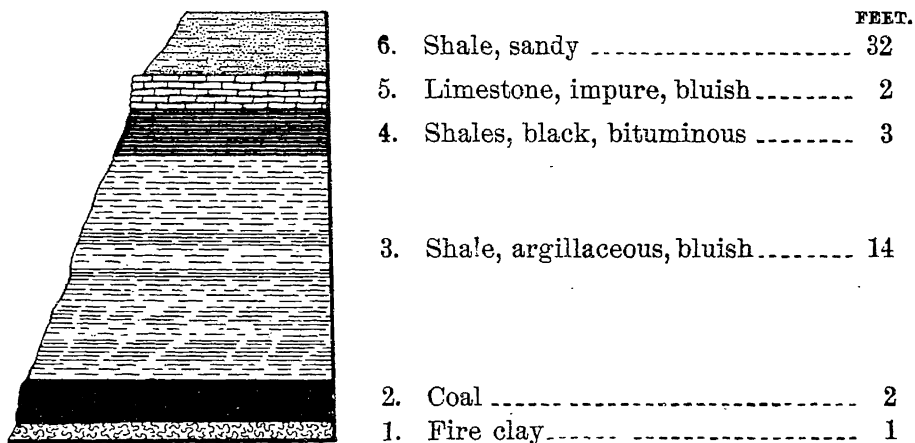 FEET.
6. Shale, sandy 32
5. Limestone, impure, bluish 2
4. Shales, black, bituminous 3
3. Shale, argillaceous, bluish 14
2. Coal 2
1. Fire clay 1